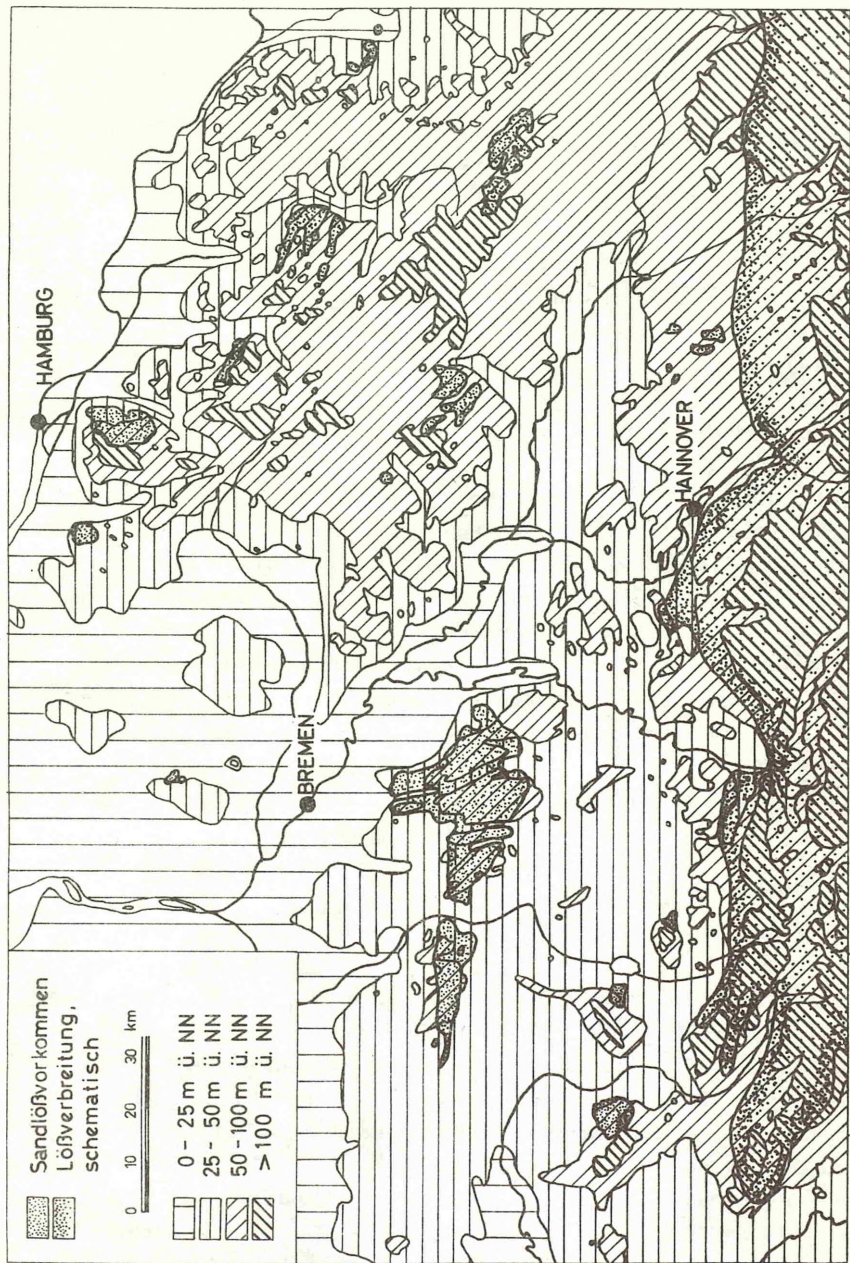 Sandlößvorkommen
Lößverbreitung,
schematisch
0 10 20 30 km
0 - 25 m ü. NN
25 - 50 m ü. NN
50 - 100 m ü. NN
> 100 m ü. NN
HAMBURG
BREMEN
HANNOVER